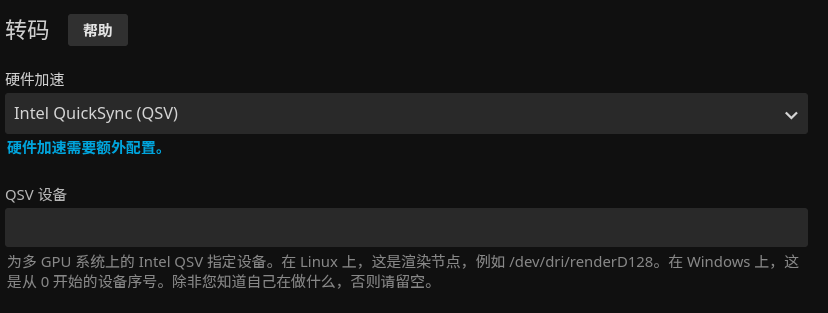 转码
帮助
硬件加速
Intel QuickSync (QSV)
硬件加速需要额外配置。
QSV 设备
为多 GPU 系统上的 Intel QSV 指定设备。在 Linux 上，这是渲染节点，例如 /dev/dri/renderD128。在 Windows 上，这
是从 0 开始的设备序号。除非您知道自己在做什么，否则请留空。